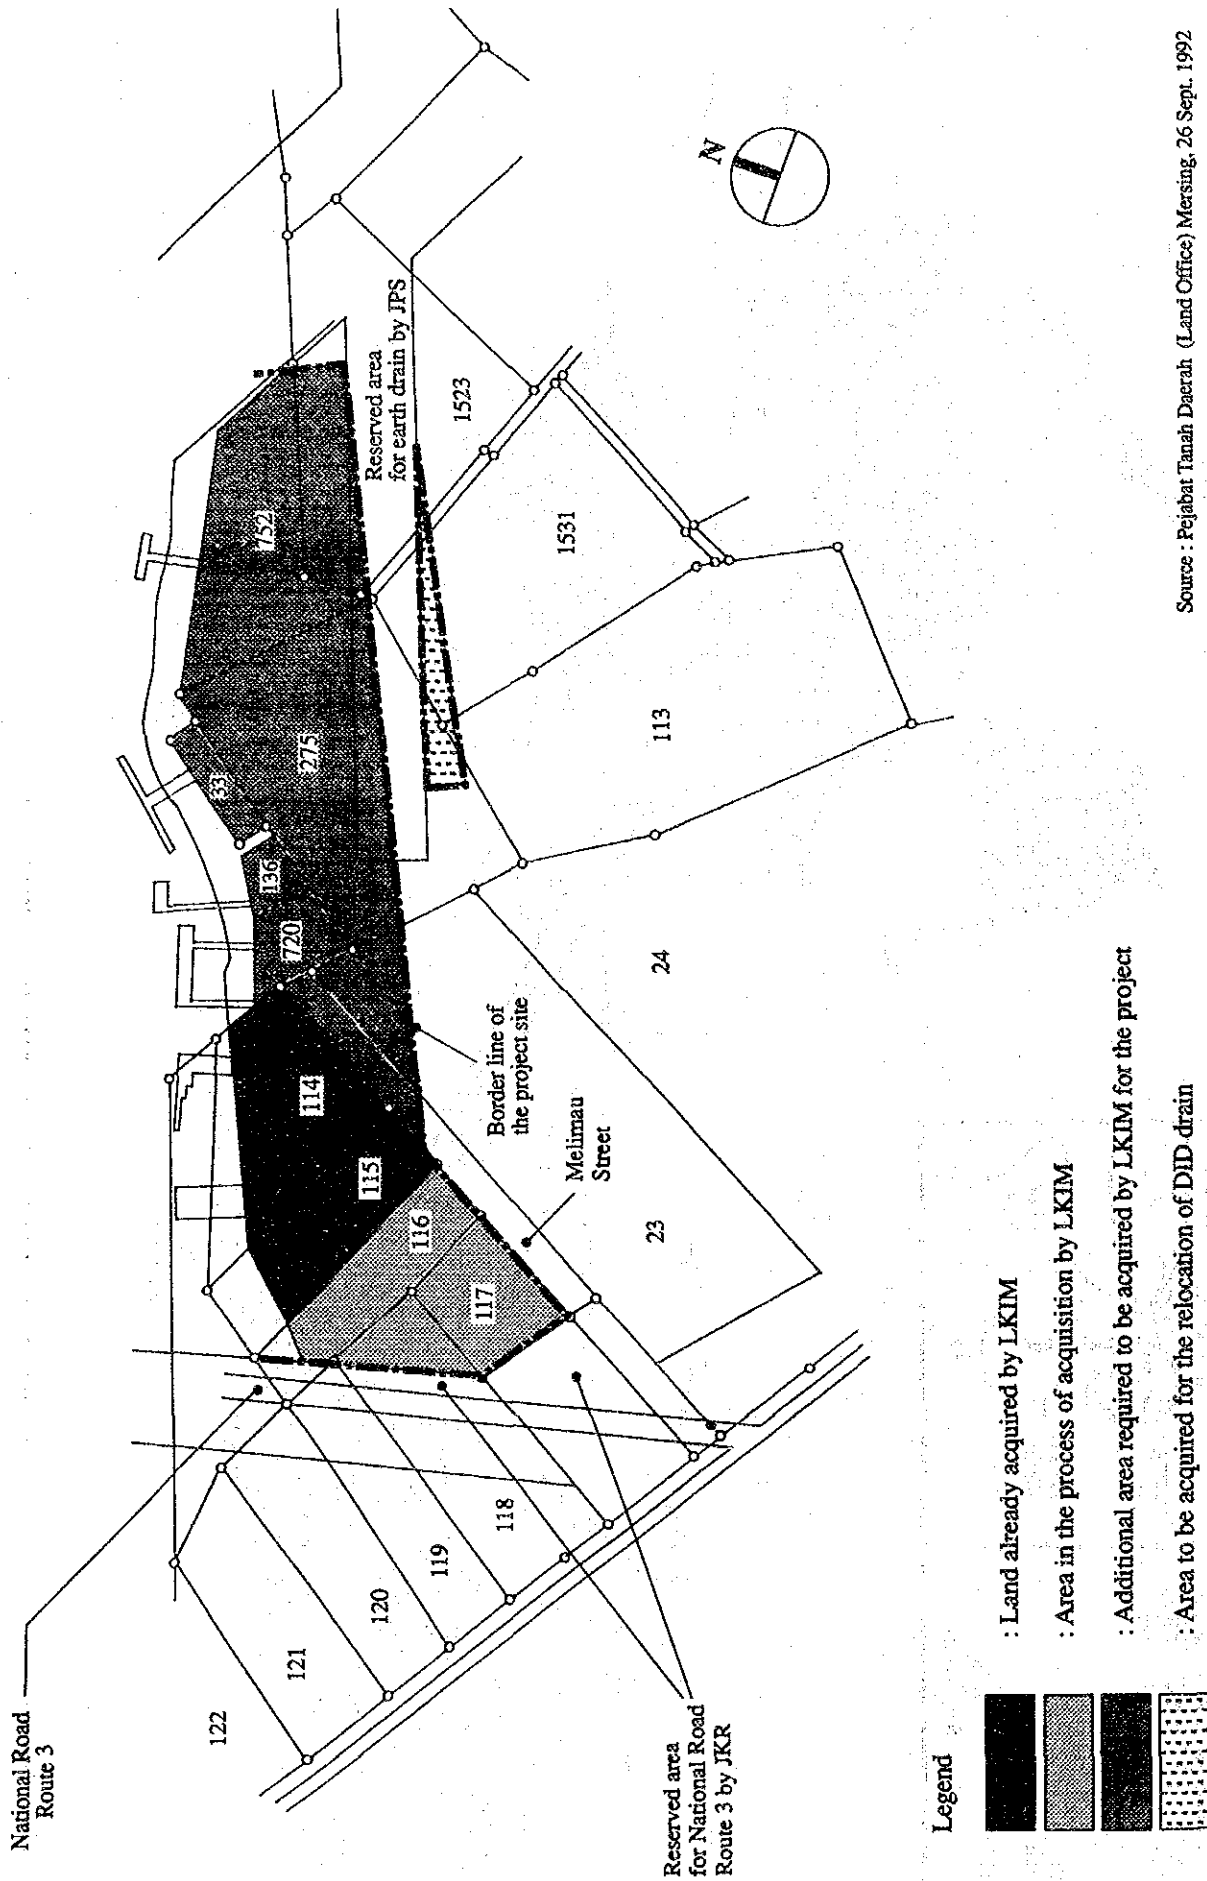 National Road
Route 3
122
121
120
119
118
117
116
115
114
720
136
33
275
752
Reserved area
for earth drain by JPS
1523
1531
113
24
23
Border line of
the project site
Melimau
Street
N
Reserved area
for National Road
Route 3 by JKR
Legend
: Land already acquired by LKIM
: Area in the process of acquisition by LKIM
: Additional area required to be acquired by LKIM for the project
: Area to be acquired for the relocation of DID drain
Source : Pejabat Tanah Daerah (Land Office) Mersing, 26 Sept. 1992